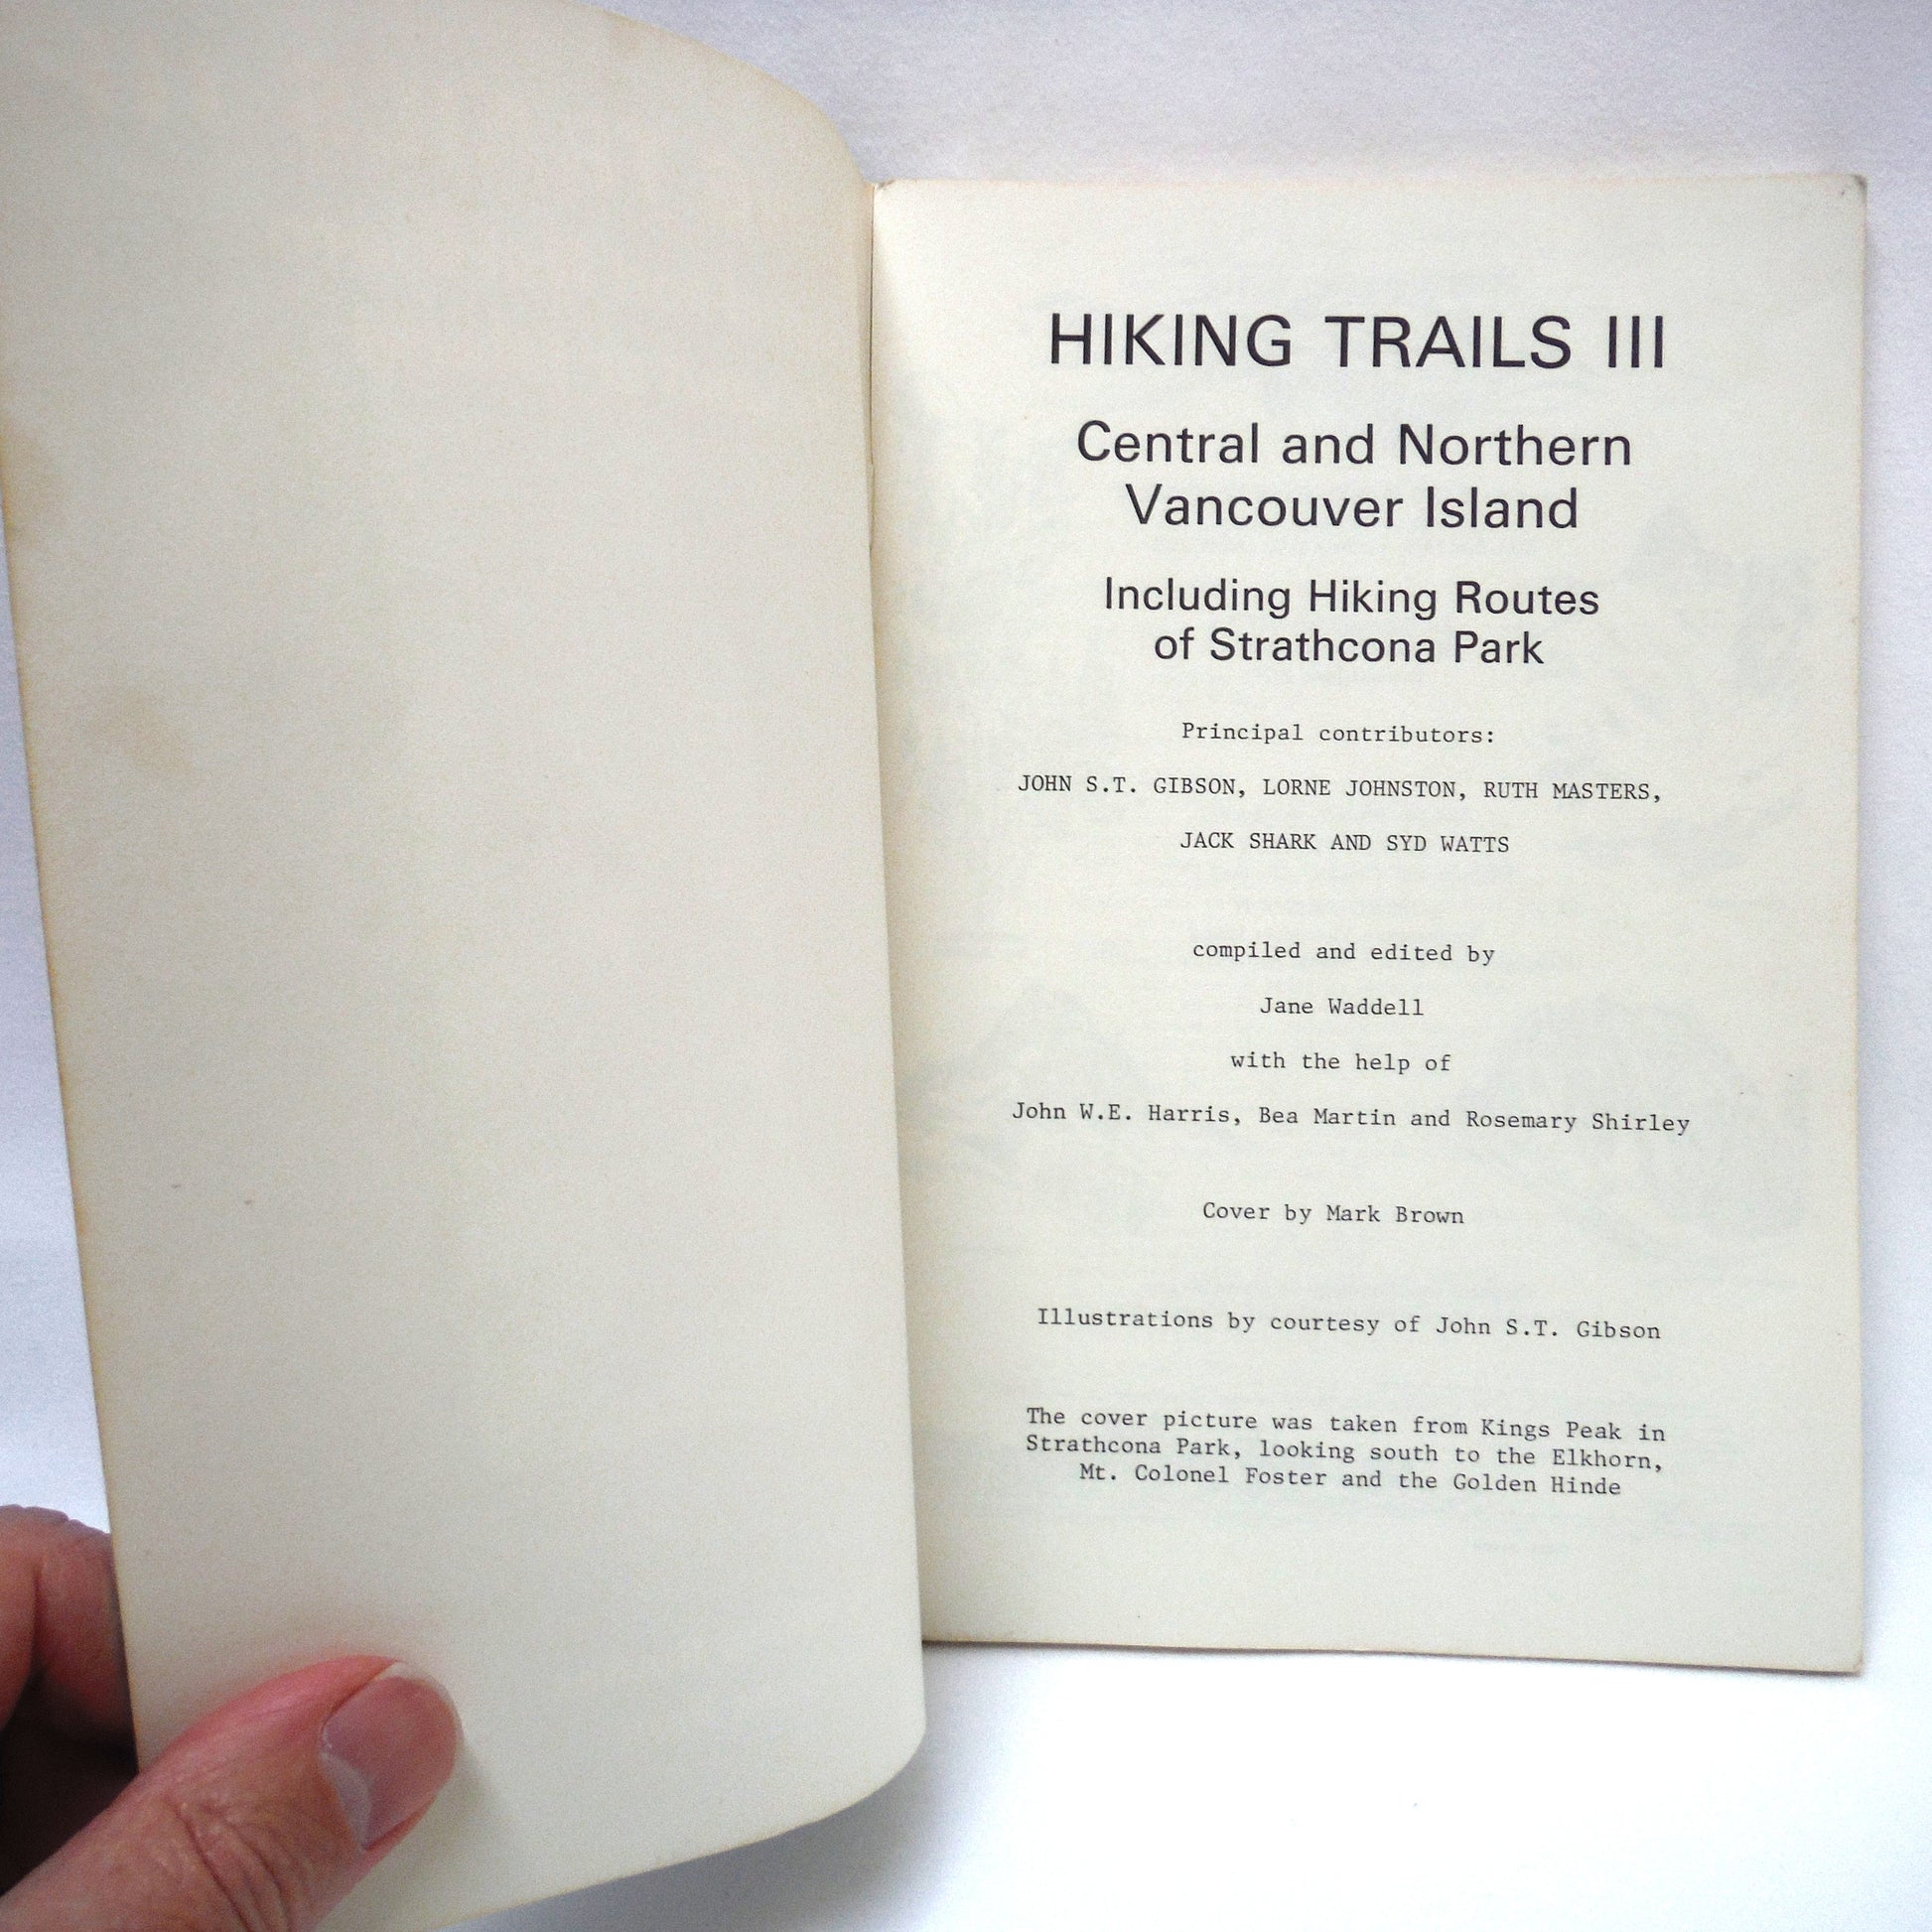 HIKING TRAILS III
Central and Northern
Vancouver Island
Including Hiking Routes
of Strathcona Park
Principal contributors:
JOHN S.T. GIBSON, LORNE JOHNSTON, RUTH MASTERS,
JACK SHARK AND SYD WATTS
compiled and edited by
Jane Waddell
with the help of
John W.E. Harris, Bea Martin and Rosemary Shirley
Cover by Mark Brown
Illustrations by courtesy of John S.T. Gibson
The cover picture was taken from Kings Peak in
Strathcona Park, looking south to the Elkhorn,
Mt. Colonel Foster and the Golden Hinde